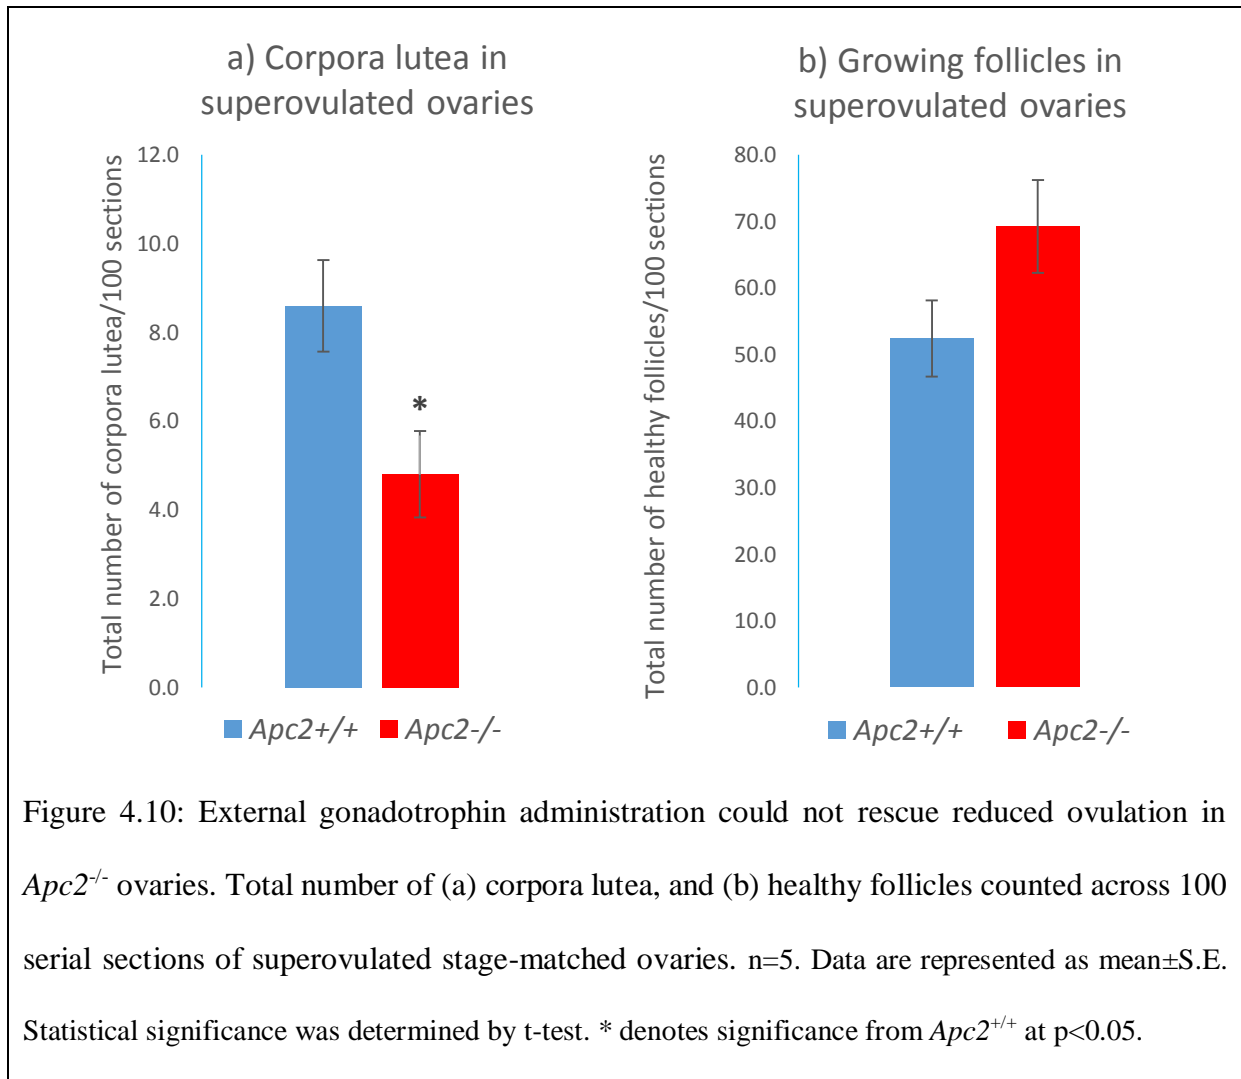 a) Corpora lutea in
superovulated ovaries
Total number of corpora lutea/100 sections
12.0
10.0
8.0
6.0
4.0
2.0
0.0
*
Apc2+/+ Apc2-/-
b) Growing follicles in
superovulated ovaries
Total number of healthy follicles/100 sections
80.0
70.0
60.0
50.0
40.0
30.0
20.0
10.0
0.0
Apc2+/+ Apc2-/-
Figure 4.10: External gonadotrophin administration could not rescue reduced ovulation in
Apc2-/- ovaries. Total number of (a) corpora lutea, and (b) healthy follicles counted across 100
serial sections of superovulated stage-matched ovaries. n=5. Data are represented as mean±S.E.
Statistical significance was determined by t-test. * denotes significance from Apc2+/+ at p<0.05.